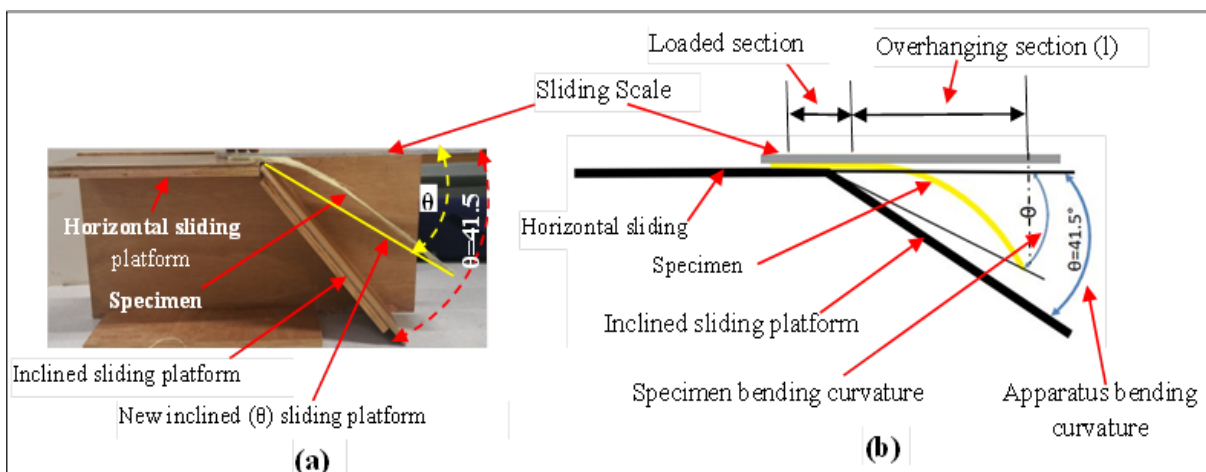 Loaded section
Overhanging section (l)
Sliding Scale
θ
θ=41.5
Horizontal sliding
platform
Specimen
Inclined sliding platform
New inclined (θ) sliding platform
(a)
Horizontal sliding
Specimen
Inclined sliding platform
Specimen bending curvature
θ
θ=41.5°
Apparatus bending
curvature
(b)